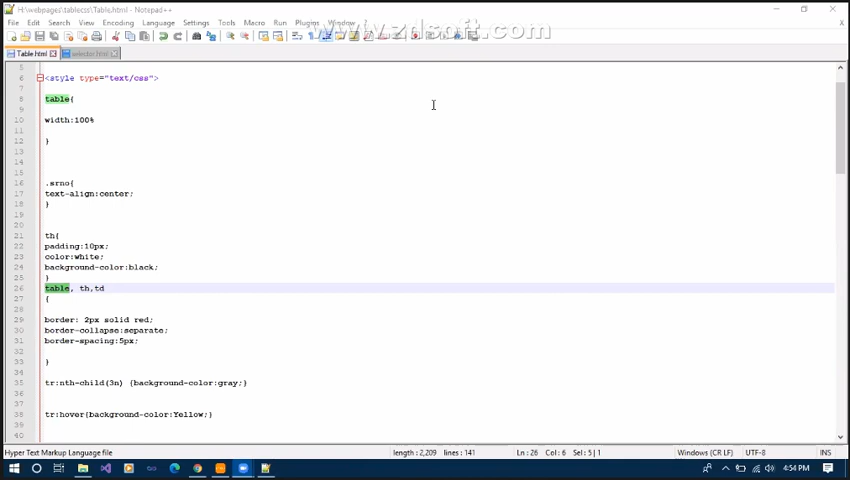 H:\webpages\tablecss\Table.html - Notepad++
File Edit Search View Encoding Language Settings Tools Macro Run Plugins Window
www.zdsoft.com
Table.html selector.html
5
6 <style type="text/css">
7
8 table{
9
10 width:100%
11
12 }
13
14
15
16 .srno{
17 text-align:center;
18 }
19
20
21 th{
22 padding:10px;
23 color:white;
24 background-color:black;
25 }
26 table, th,td
27 {
28
29 border: 2px solid red;
30 border-collapse:separate;
31 border-spacing:5px;
32
33 }
34
35 tr:nth-child(3n) {background-color:gray;}
36
37
38 tr:hover{background-color:Yellow;}
39
40
Hyper Text Markup Language file length : 2,209 lines : 141 Ln : 26 Col : 6 Sel : 5 | 1 Windows (CR LF) UTF-8 INS
4:54 PM